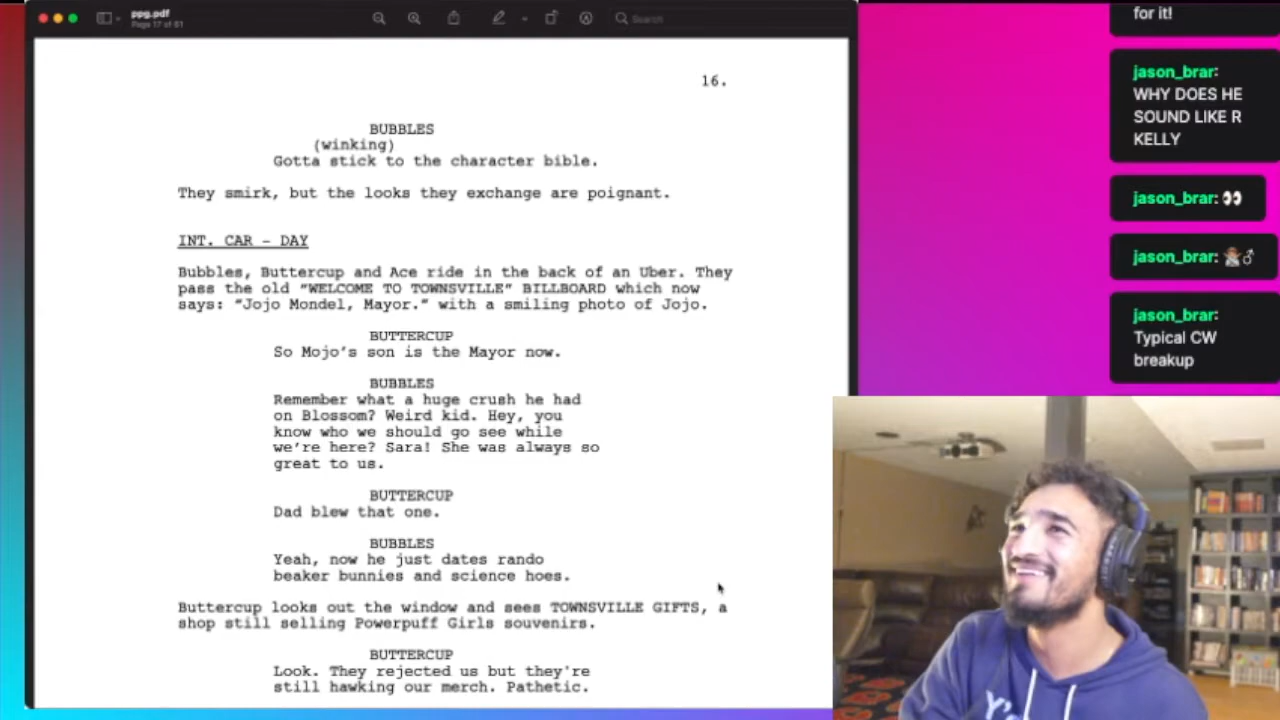 ppg.pdf
Page 17 of 61
Search
16.
BUBBLES
(winking)
Gotta stick to the character bible.
They smirk, but the looks they exchange are poignant.
INT. CAR - DAY
Bubbles, Buttercup and Ace ride in the back of an Uber. They
pass the old "WELCOME TO TOWNSVILLE" BILLBOARD which now
says: "Jojo Mondel, Mayor." with a smiling photo of Jojo.
BUTTERCUP
So Mojo's son is the Mayor now.
BUBBLES
Remember what a huge crush he had
on Blossom? Weird kid. Hey, you
know who we should go see while
we're here? Sara! She was always so
great to us.
BUTTERCUP
Dad blew that one.
BUBBLES
Yeah, now he just dates rando
beaker bunnies and science hoes.
Buttercup looks out the window and sees TOWNSVILLE GIFTS, a
shop still selling Powerpuff Girls souvenirs.
BUTTERCUP
Look. They rejected us but they're
still hawking our merch. Pathetic.
for it!
jason_brar:
WHY DOES HE
SOUND LIKE R
KELLY
jason_brar: 👀
jason_brar:
jason_brar:
Typical CW
breakup